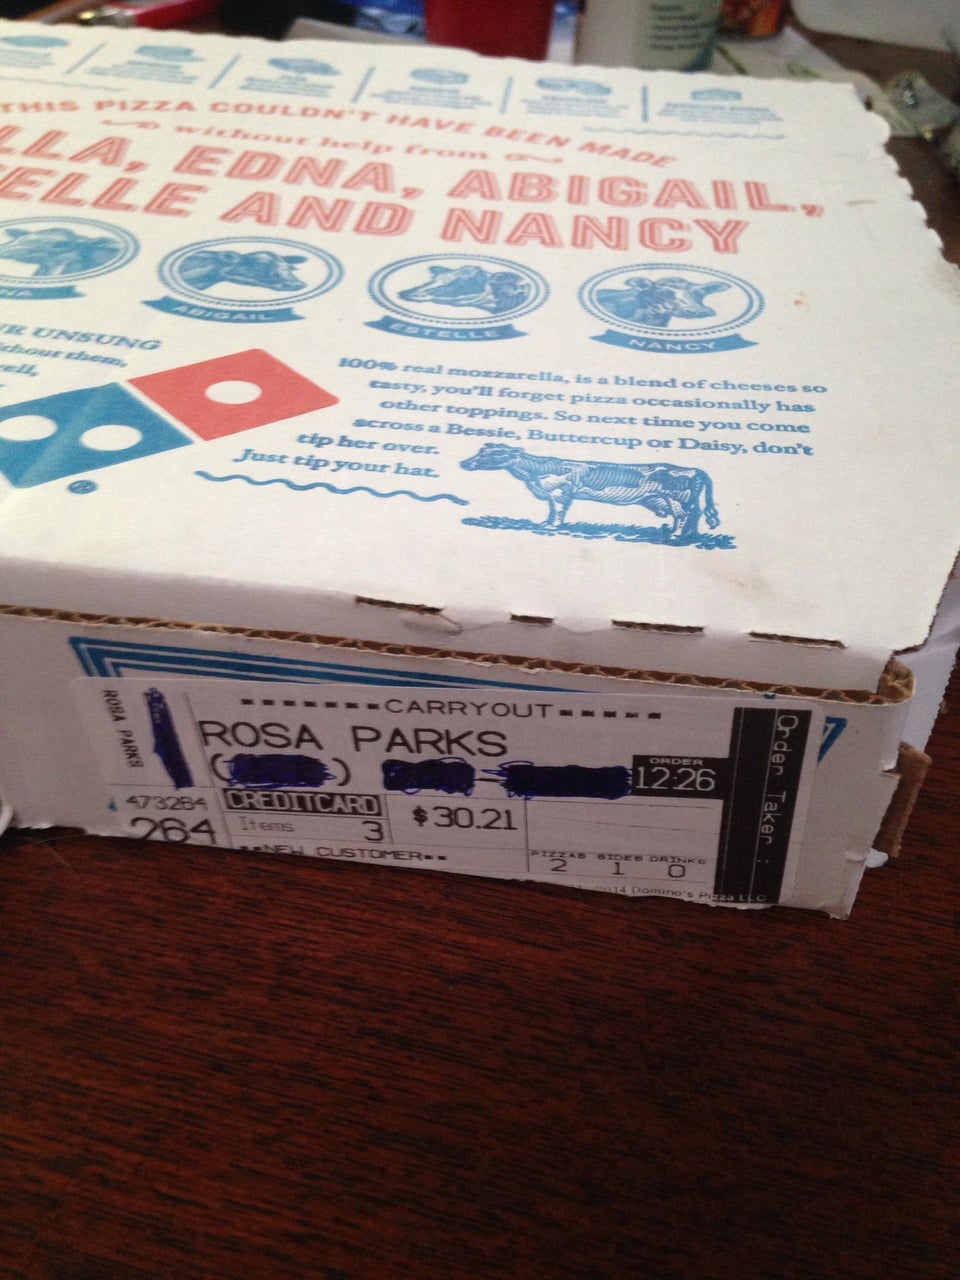 THIS PIZZA COULDN'T HAVE BEEN MADE
without help from
LLA, EDNA, ABIGAIL,
ELLE AND NANCY
ABIGAIL
ESTELLE
NANCY
UR UNSUNG
thout them,
100% real mozzarella, is a blend of cheeses so
tasty, you'll forget pizza occasionally has
other toppings. So next time you come
across a Bessie, Buttercup or Daisy, don't
tip her over.
Just tip your hat.
ROSA PARKS
CARRYOUT
ROSA PARKS
ORDER
12:26
473264
CREDITCARD
$30.21
264
Items 3
**NEW CUSTOMER**
PIZZAS SIDES DRINKS
2 1 0
2014 Domino's Pizza LLC
Order Taker :